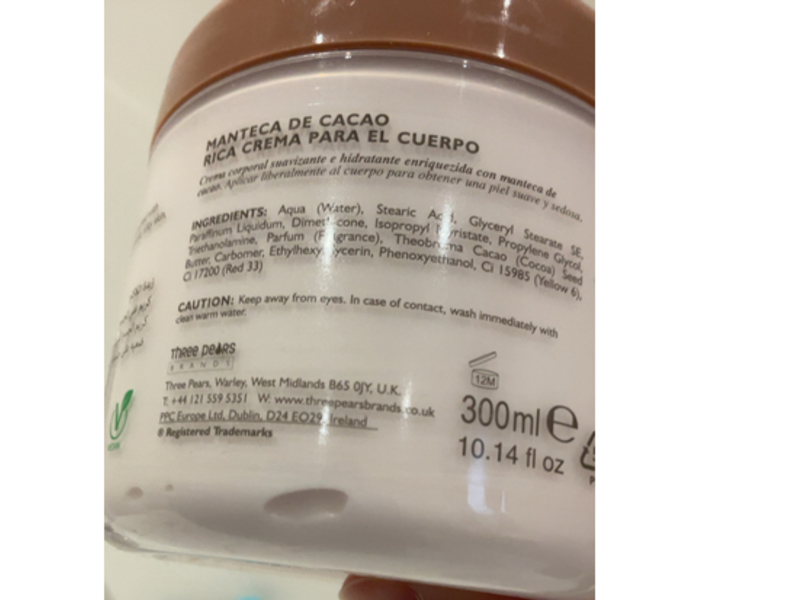 MANTECA DE CACAO
RICA CREMA PARA EL CUERPO
Crema corporal suavizante e hidratante enriquezida con manteca de
cacao. Aplicar liberalmente al cuerpo para obtener una piel suave y sedosa.
INGREDIENTS: Aqua (Water), Stearic Acid, Glyceryl Stearate SE,
Paraffinum Liquidum, Dimethicone, Isopropyl Myristate, Propylene Glycol,
Triethanolamine, Parfum (Fragrance), Theobroma Cacao (Cocoa) Seed
Butter, Carbomer, Ethylhexylglycerin, Phenoxyethanol, Ci 15985 (Yellow 6),
Ci 17200 (Red 33)
CAUTION: Keep away from eyes. In case of contact, wash immediately with
clean warm water.
Three Pears
BRANDS
Three Pears, Warley, West Midlands B65 0JY, U.K.
T: +44 121 559 5351 W: www.threepearsbrands.co.uk
PPC Europe Ltd, Dublin, D24 EO29, Ireland
® Registered Trademarks
12M
300ml e
10.14 fl oz
VEGAN